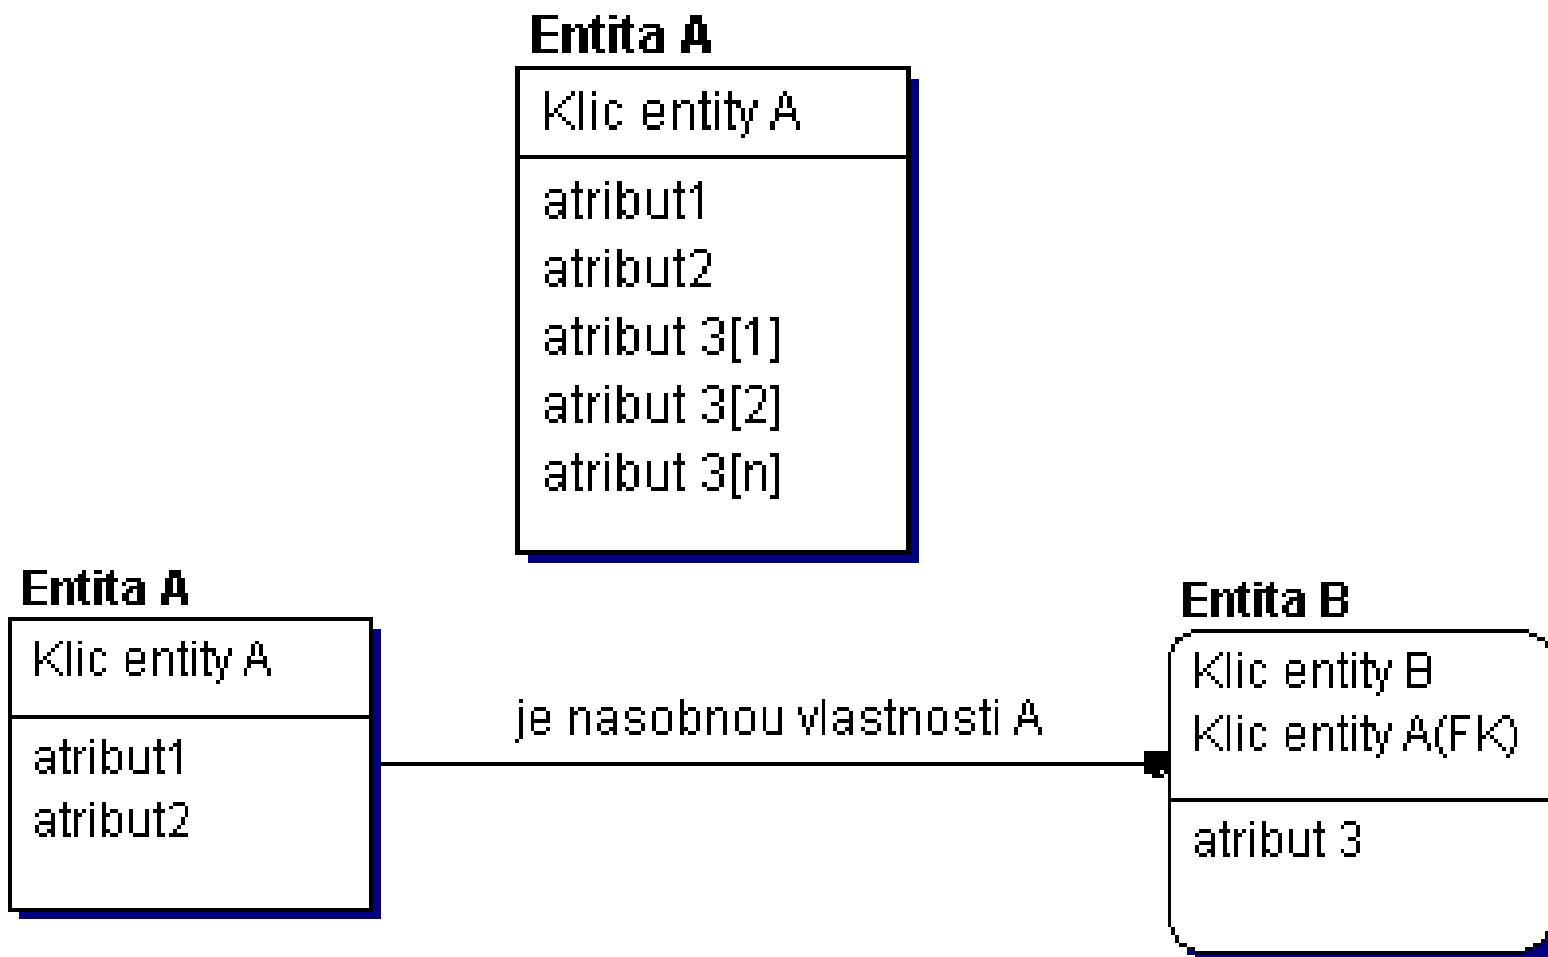 Entita A
Klic entity A
atribut1
atribut2
atribut 3[1]
atribut 3[2]
atribut 3[n]
Entita A
Klic entity A
atribut1
atribut2
je nasobnou vlastnosti A
Entita B
Klic entity B
Klic entity A(FK)
atribut 3